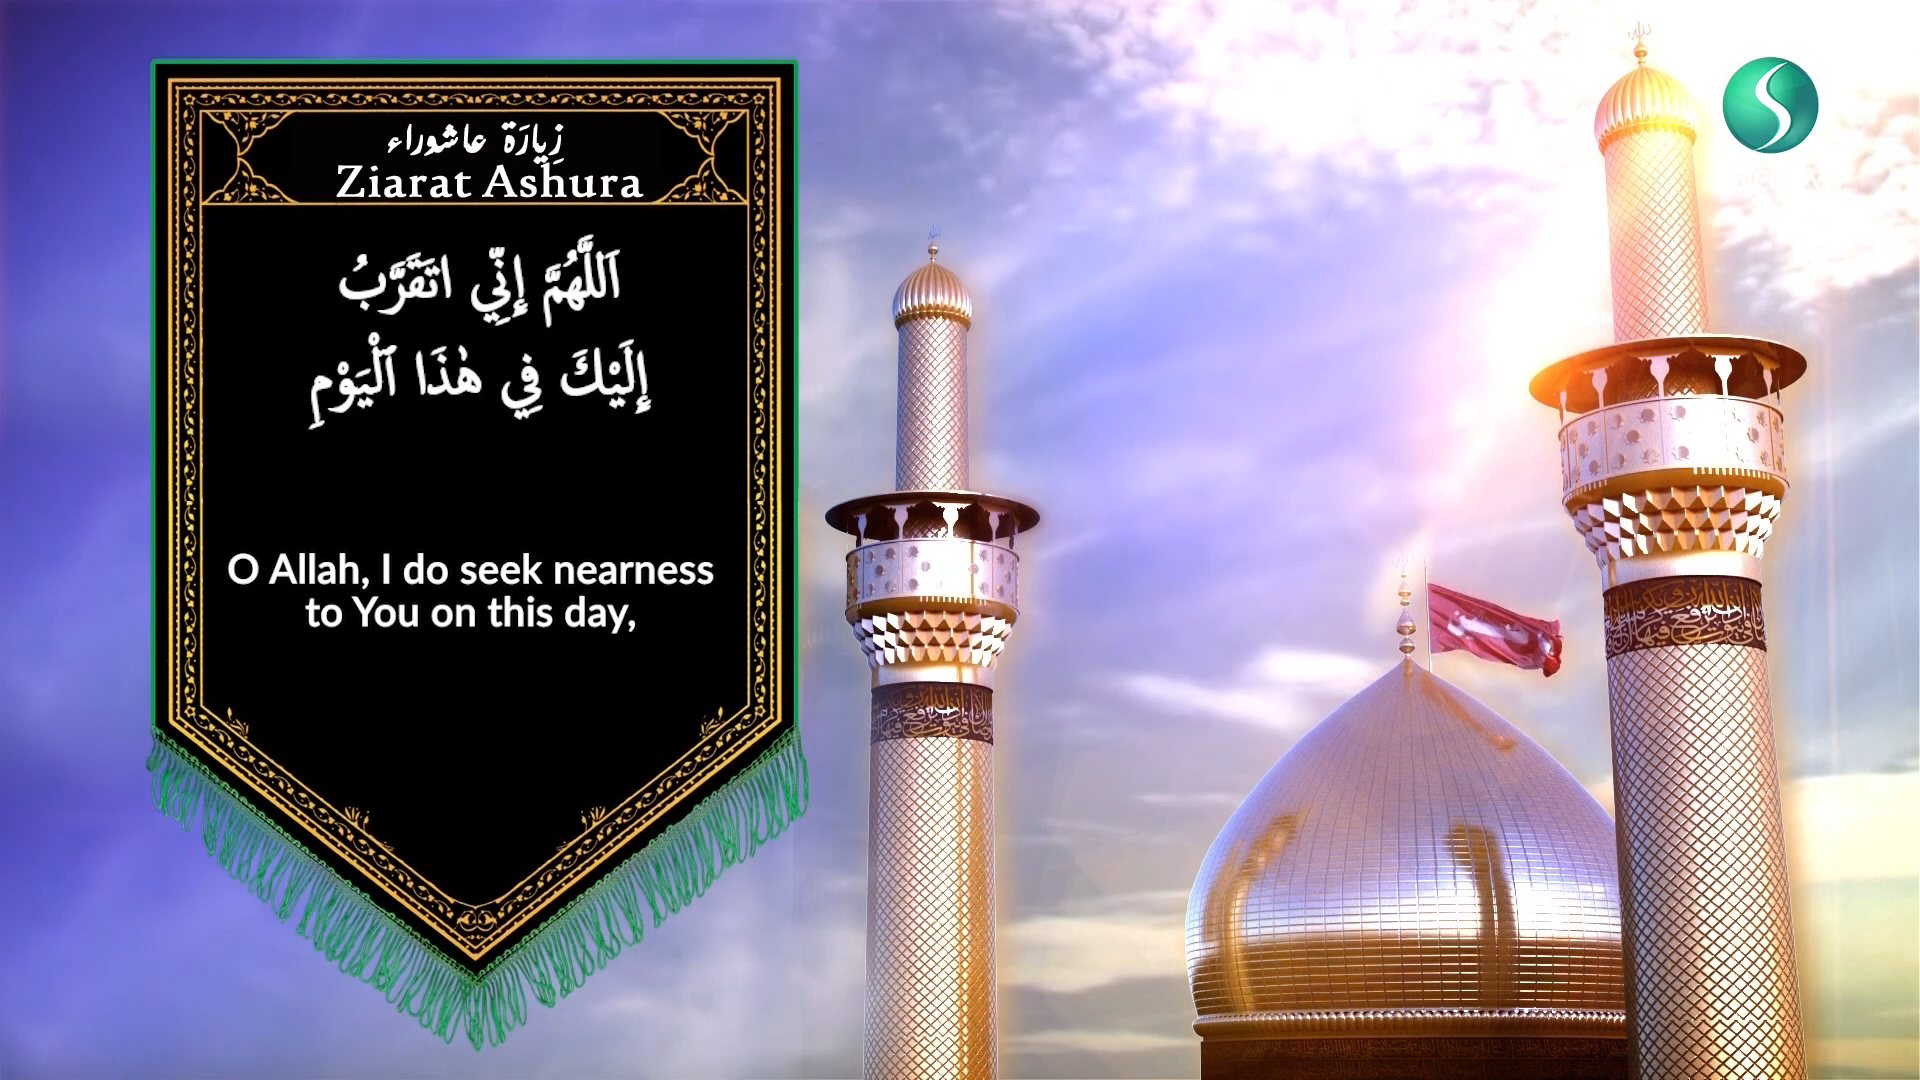 زِيارَة عاشوراء
Ziarat Ashura
اَللَّهُمَّ إِنِّي اتَقَرَّبُ
إِلَيْكَ فِي هٰذَا ٱلْيَوْمِ
O Allah, I do seek nearness
to You on this day,